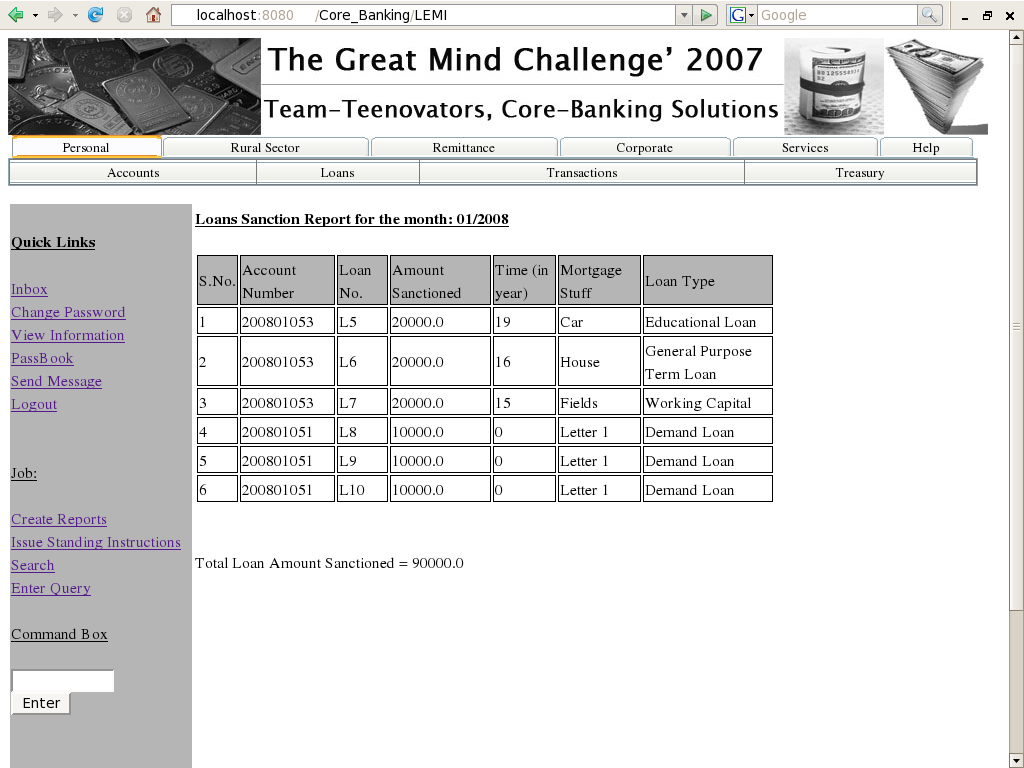 localhost:8080 /Core_Banking/LEMI
G Google
The Great Mind Challenge' 2007
Team-Teenovators, Core-Banking Solutions
Personal Rural Sector Remittance Corporate Services Help
Accounts Loans Transactions Treasury
Quick Links
Inbox
Change Password
View Information
PassBook
Send Message
Logout
Job:
Create Reports
Issue Standing Instructions
Search
Enter Query
Command Box
Enter
Loans Sanction Report for the month: 01/2008
S.No. Account Number Loan No. Amount Sanctioned Time (in year) Mortgage Stuff Loan Type
1 200801053 L5 20000.0 19 Car Educational Loan
2 200801053 L6 20000.0 16 House General Purpose Term Loan
3 200801053 L7 20000.0 15 Fields Working Capital
4 200801051 L8 10000.0 0 Letter 1 Demand Loan
5 200801051 L9 10000.0 0 Letter 1 Demand Loan
6 200801051 L10 10000.0 0 Letter 1 Demand Loan
Total Loan Amount Sanctioned = 90000.0